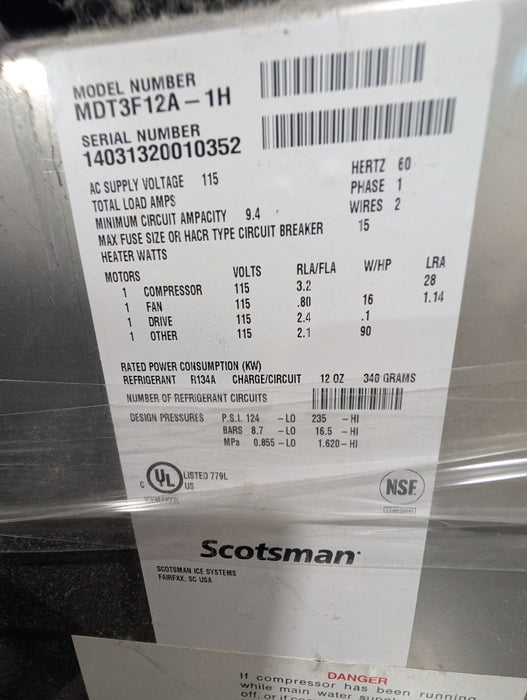 MODEL NUMBER
MDT3F12A-1H
SERIAL NUMBER
14031320010352
AC SUPPLY VOLTAGE 115 HERTZ 60
TOTAL LOAD AMPS PHASE 1
MINIMUM CIRCUIT AMPACITY 9.4 WIRES 2
MAX FUSE SIZE OR HACR TYPE CIRCUIT BREAKER 15
HEATER WATTS
MOTORS VOLTS RLA/FLA W/HP LRA
1 COMPRESSOR 115 3.2 28
1 FAN 115 .80 16 1.14
1 DRIVE 115 2.4 .1
1 OTHER 115 2.1 90
RATED POWER CONSUMPTION (KW)
REFRIGERANT R134A CHARGE/CIRCUIT 12 OZ 340 GRAMS
NUMBER OF REFRIGERANT CIRCUITS
DESIGN PRESSURES P.S.I. 124 -LO 235 -HI
BARS 8.7 -LO 16.5 -HI
MPa 0.855-LO 1.620-HI
C UL US LISTED 779L
ICEMAKER
NSF
COMPONENT
Scotsman
SCOTSMAN ICE SYSTEMS
FAIRFAX, SC USA
DANGER
If compressor has been running
while main water
off, or if